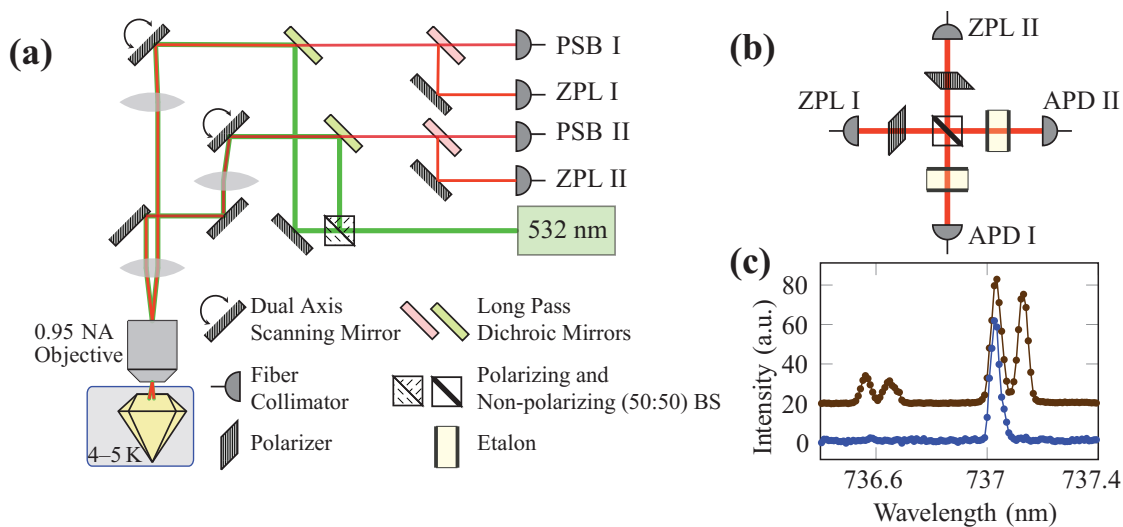 (a)
PSB I
ZPL I
PSB II
ZPL II
532 nm
0.95 NA
Objective
4–5 K
Dual Axis
Scanning Mirror
Long Pass
Dichroic Mirrors
Fiber
Collimator
Polarizing and
Non-polarizing (50:50) BS
Polarizer
Etalon
(b)
ZPL II
ZPL I
APD II
APD I
(c)
80
60
40
20
0
Intensity (a.u.)
736.6
737
737.4
Wavelength (nm)